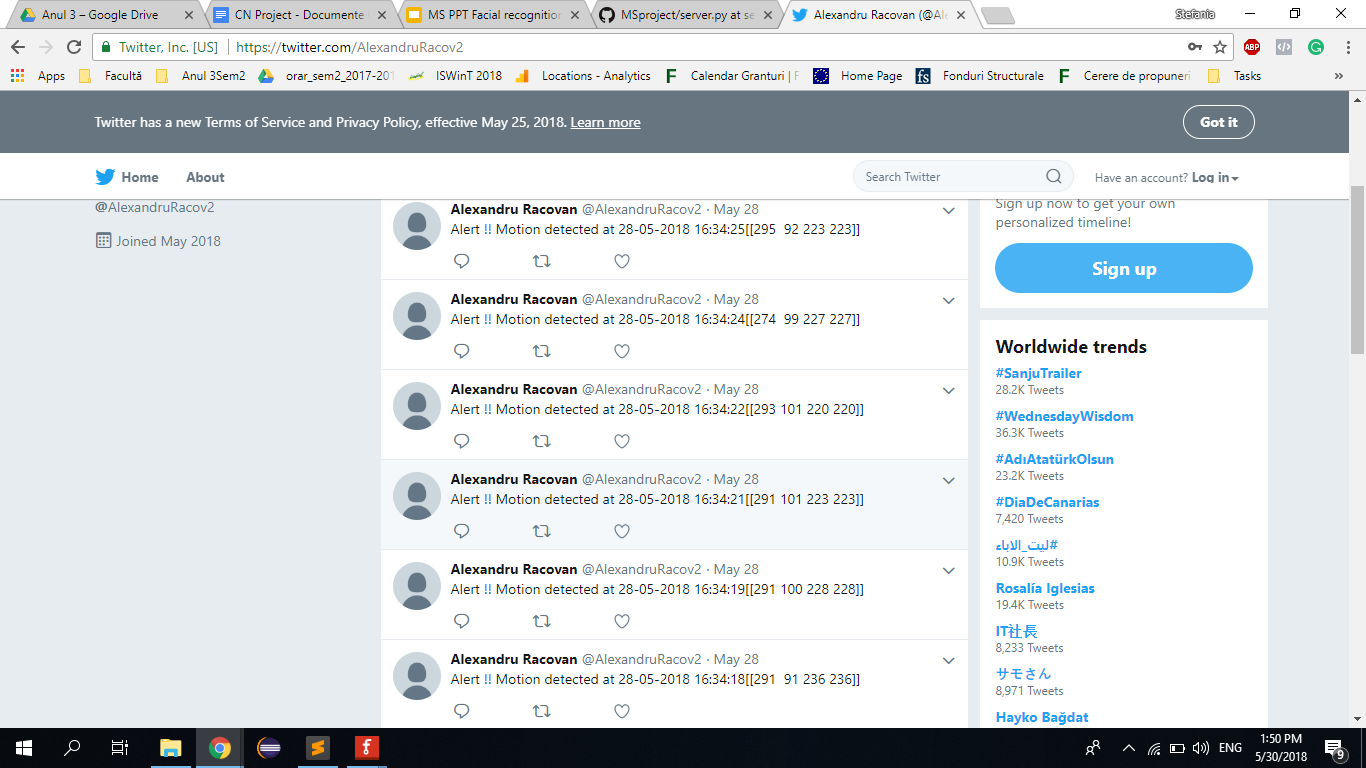 Anul 3 – Google Drive
CN Project - Documente
MS PPT Facial recognition
MSproject/server.py at se
Alexandru Racovan (@Ale
Stefania
Twitter, Inc. [US]
https://twitter.com/AlexandruRacov2
ABP
Apps
Facultă
Anul 3Sem2
orar_sem2_2017-201
ISWinT 2018
Locations - Analytics
F
Calendar Granturi | F
Home Page
fs
Fonduri Structurale
F
Cerere de propuneri
Tasks
»
Twitter has a new Terms of Service and Privacy Policy, effective May 25, 2018. Learn more
Got it
Home
About
Search Twitter
Have an account? Log in
@AlexandruRacov2
Joined May 2018
Alexandru Racovan @AlexandruRacov2 · May 28
Alert !! Motion detected at 28-05-2018 16:34:25[[295  92 223 223]]
Alexandru Racovan @AlexandruRacov2 · May 28
Alert !! Motion detected at 28-05-2018 16:34:24[[274  99 227 227]]
Alexandru Racovan @AlexandruRacov2 · May 28
Alert !! Motion detected at 28-05-2018 16:34:22[[293 101 220 220]]
Alexandru Racovan @AlexandruRacov2 · May 28
Alert !! Motion detected at 28-05-2018 16:34:21[[291 101 223 223]]
Alexandru Racovan @AlexandruRacov2 · May 28
Alert !! Motion detected at 28-05-2018 16:34:19[[291 100 228 228]]
Alexandru Racovan @AlexandruRacov2 · May 28
Alert !! Motion detected at 28-05-2018 16:34:18[[291  91 236 236]]
Sign up now to get your own
personalized timeline!
Sign up
Worldwide trends
#SanjuTrailer
28.2K Tweets
#WednesdayWisdom
36.3K Tweets
#AdıAtatürkOlsun
23.2K Tweets
#DiaDeCanarias
7,420 Tweets
#ليت_الاباء
10.9K Tweets
Rosalía Iglesias
19.4K Tweets
IT社長
8,233 Tweets
サモさん
8,971 Tweets
Hayko Bağdat
ENG
1:50 PM
5/30/2018
9